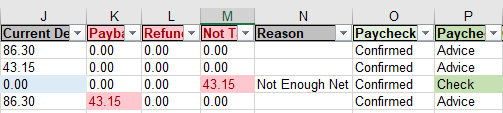 J K L M N O P
Current De Payba Refun Not T Reason Paycheck Payche
86.30 0.00 0.00 0.00 Confirmed Advice
43.15 0.00 0.00 0.00 Confirmed Advice
0.00 0.00 0.00 43.15 Not Enough Net Confirmed Check
86.30 43.15 0.00 0.00 Confirmed Advice